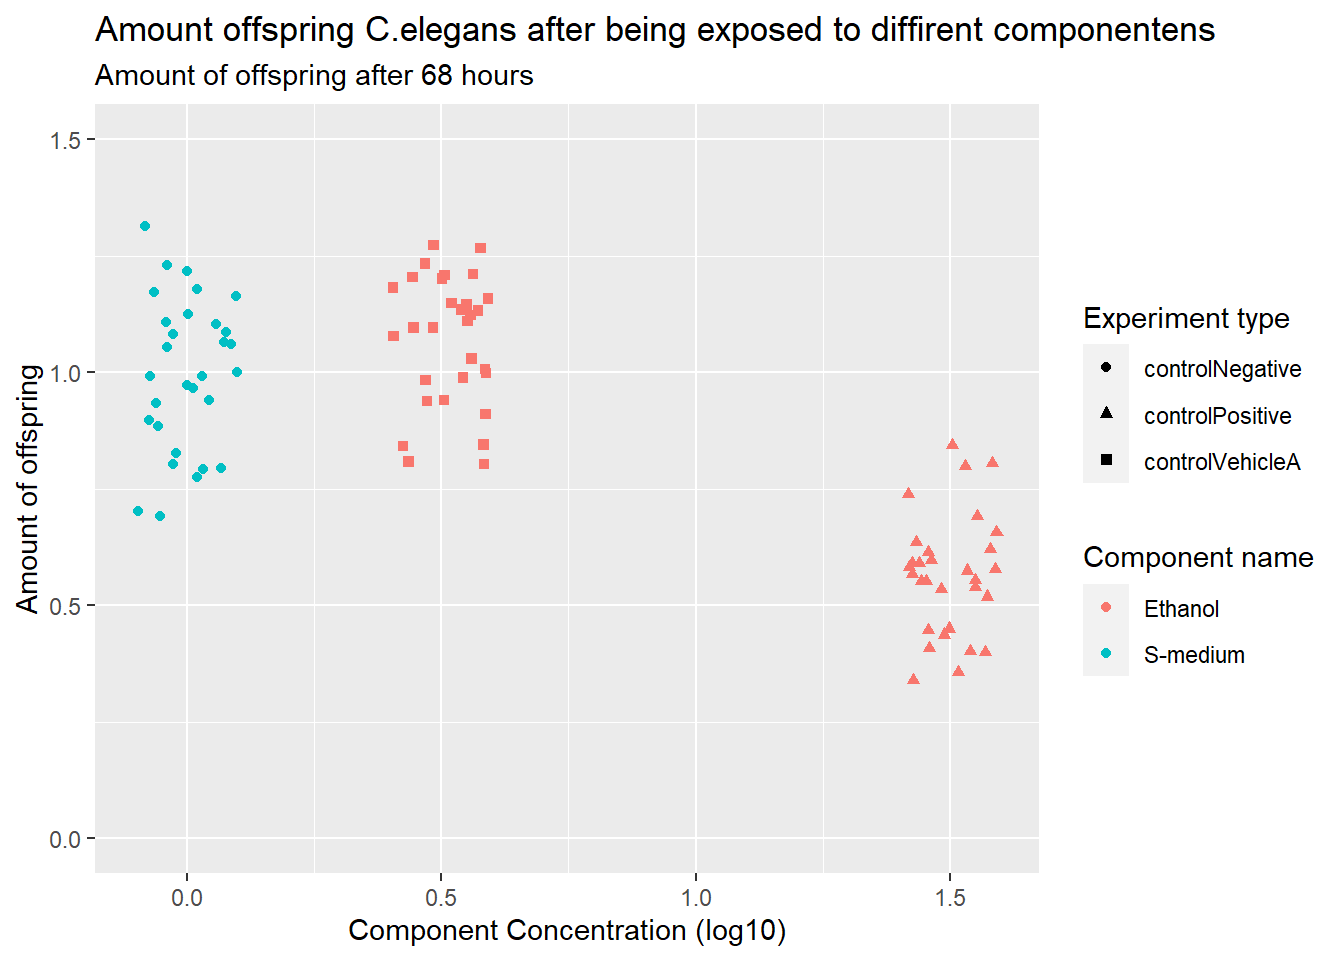 Amount offspring C.elegans after being exposed to diffirent componentens
Amount of offspring after 68 hours
Amount of offspring
1.5
1.0
0.5
0.0
0.0 0.5 1.0 1.5
Component Concentration (log10)
Experiment type
controlNegative
controlPositive
controlVehicleA
Component name
Ethanol
S-medium